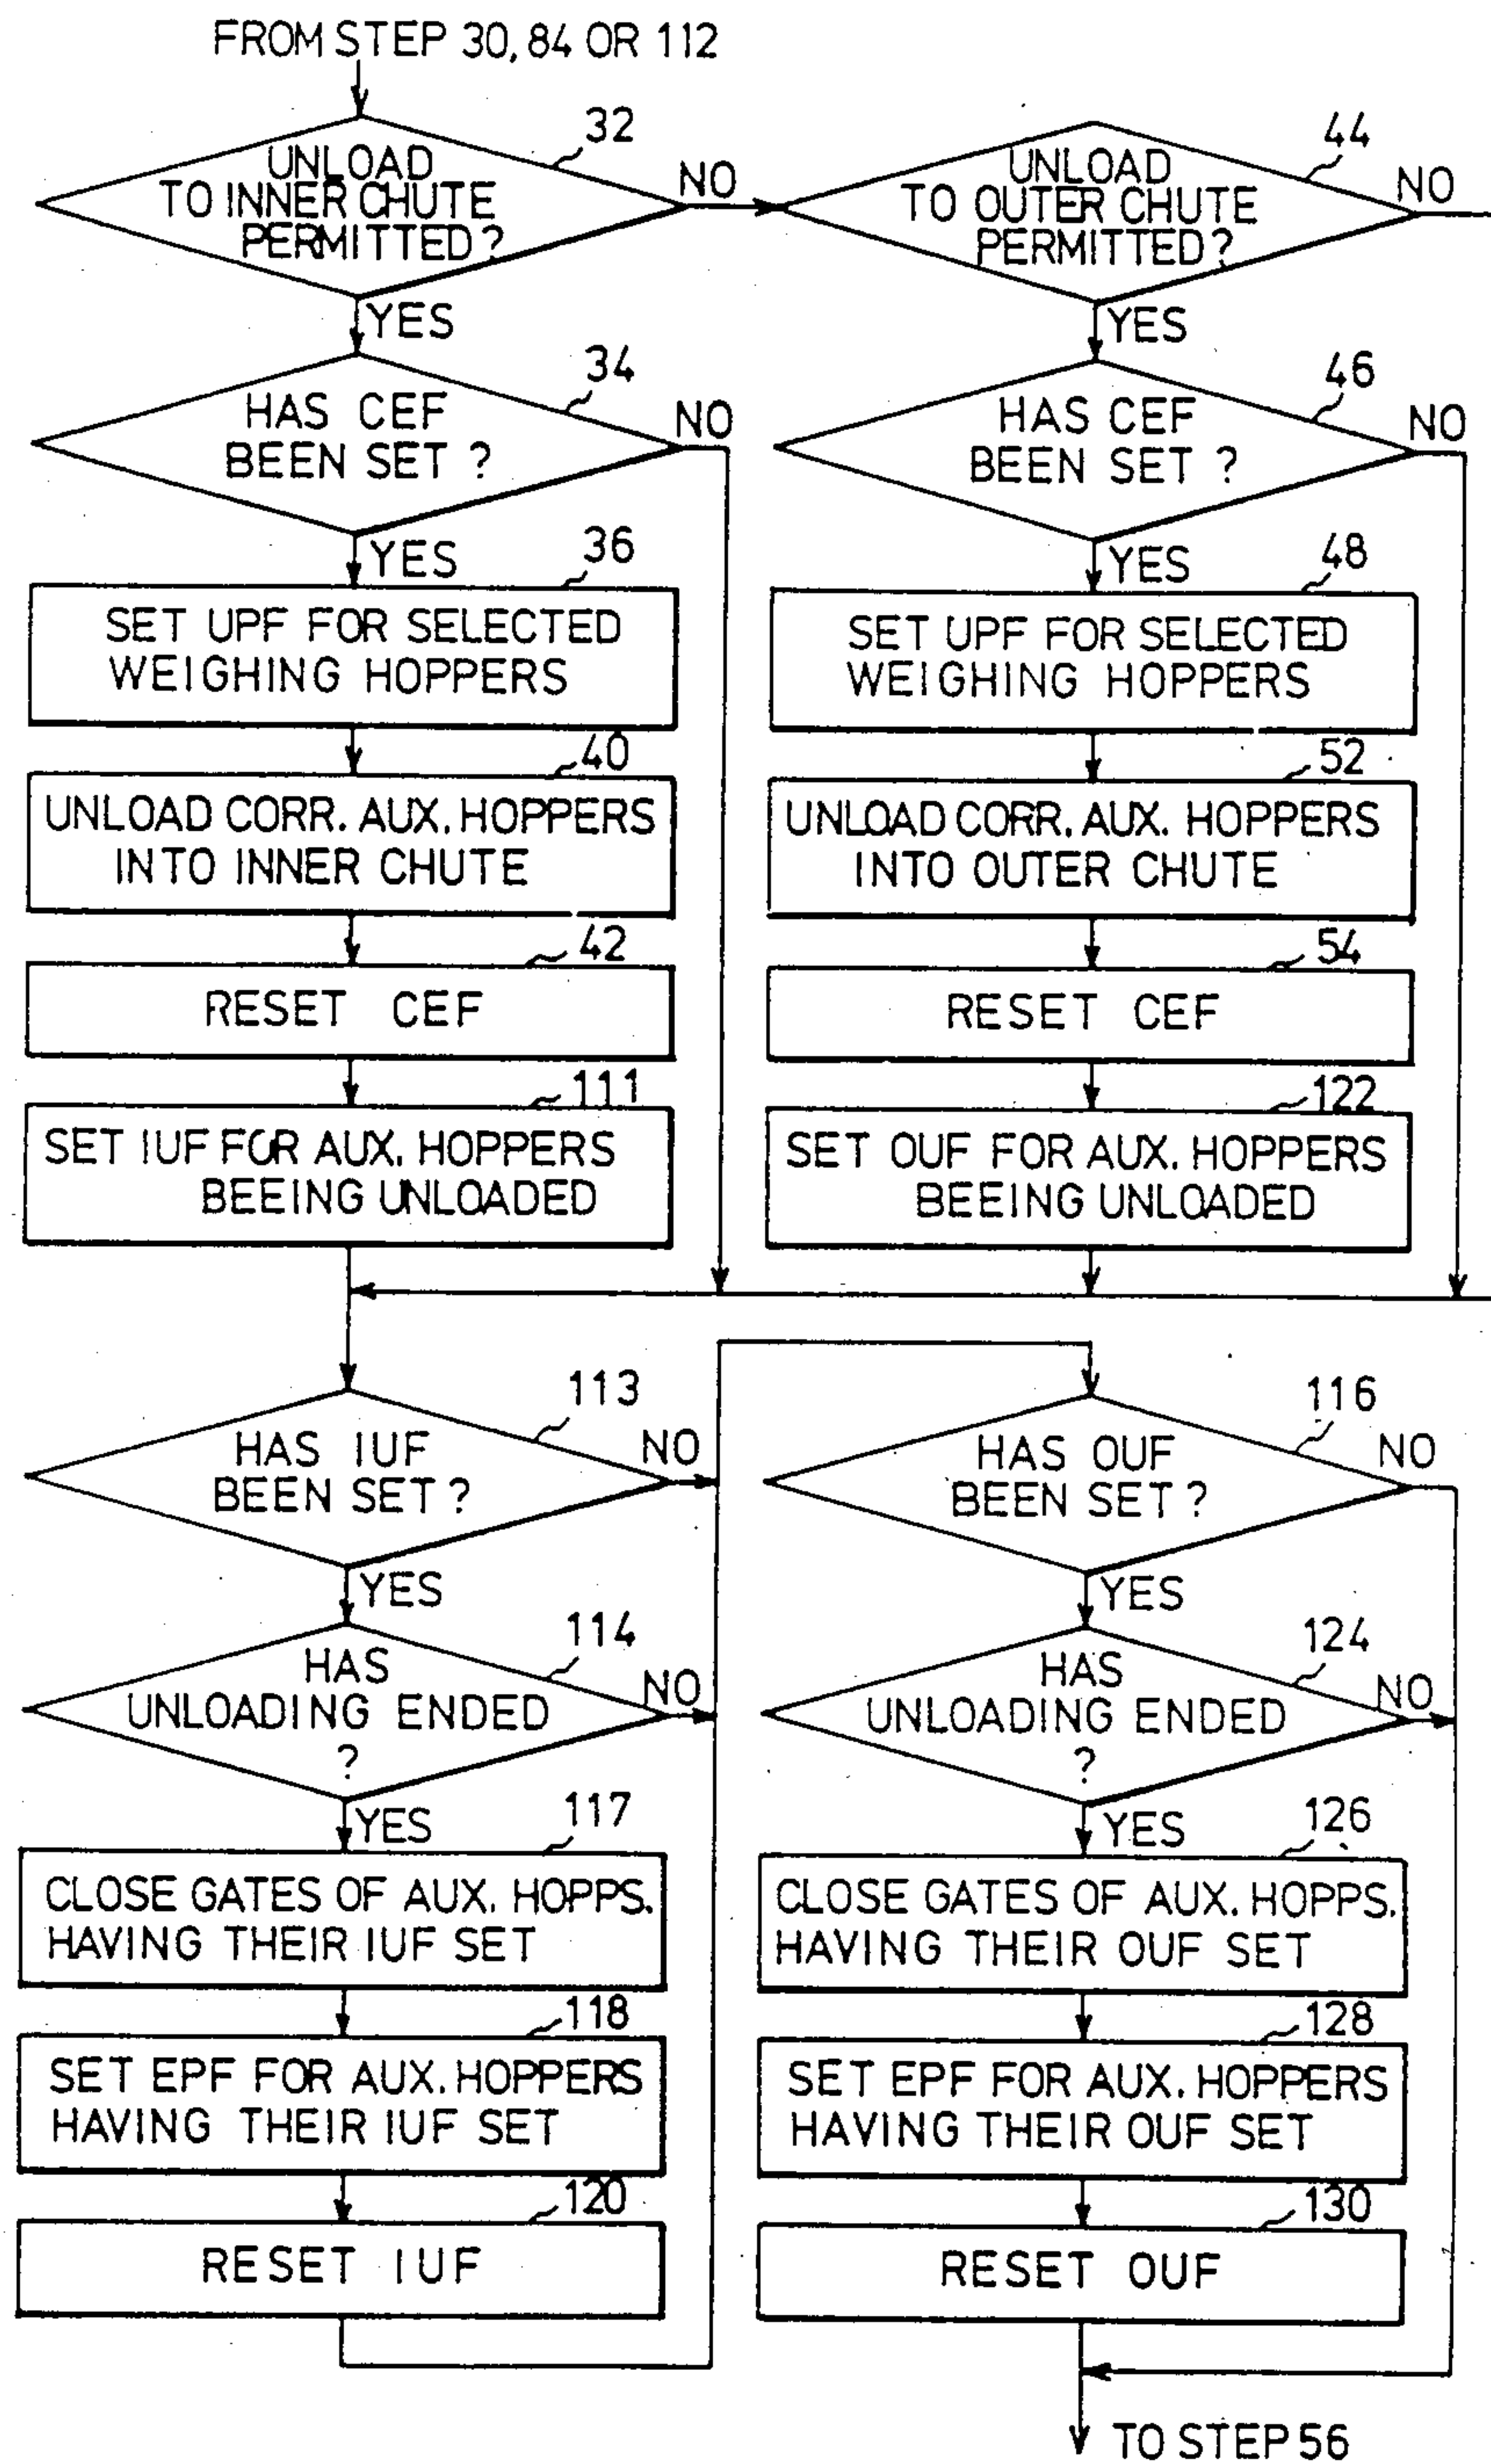 FROM STEP 30, 84 OR 112
32
UNLOAD
TO INNER CHUTE
PERMITTED?
NO
YES
34
HAS CEF
BEEN SET ?
NO
YES
36
SET UPF FOR SELECTED
WEIGHING HOPPERS
40
UNLOAD CORR. AUX. HOPPERS
INTO INNER CHUTE
42
RESET CEF
111
SET IUF FOR AUX. HOPPERS
BEEING UNLOADED
44
UNLOAD
TO OUTER CHUTE
PERMITTED?
NO
YES
46
HAS CEF
BEEN SET ?
NO
YES
48
SET UPF FOR SELECTED
WEIGHING HOPPERS
52
UNLOAD CORR. AUX. HOPPERS
INTO OUTER CHUTE
54
RESET CEF
122
SET OUF FOR AUX. HOPPERS
BEEING UNLOADED
113
HAS IUF
BEEN SET ?
NO
YES
114
HAS
UNLOADING ENDED
?
NO
YES
117
CLOSE GATES OF AUX. HOPPS.
HAVING THEIR IUF SET
118
SET EPF FOR AUX. HOPPERS
HAVING THEIR IUF SET
120
RESET IUF
116
HAS OUF
BEEN SET ?
NO
YES
124
HAS
UNLOADING ENDED
?
NO
YES
126
CLOSE GATES OF AUX. HOPPS.
HAVING THEIR OUF SET
128
SET EPF FOR AUX. HOPPERS
HAVING THEIR OUF SET
130
RESET OUF
TO STEP 56